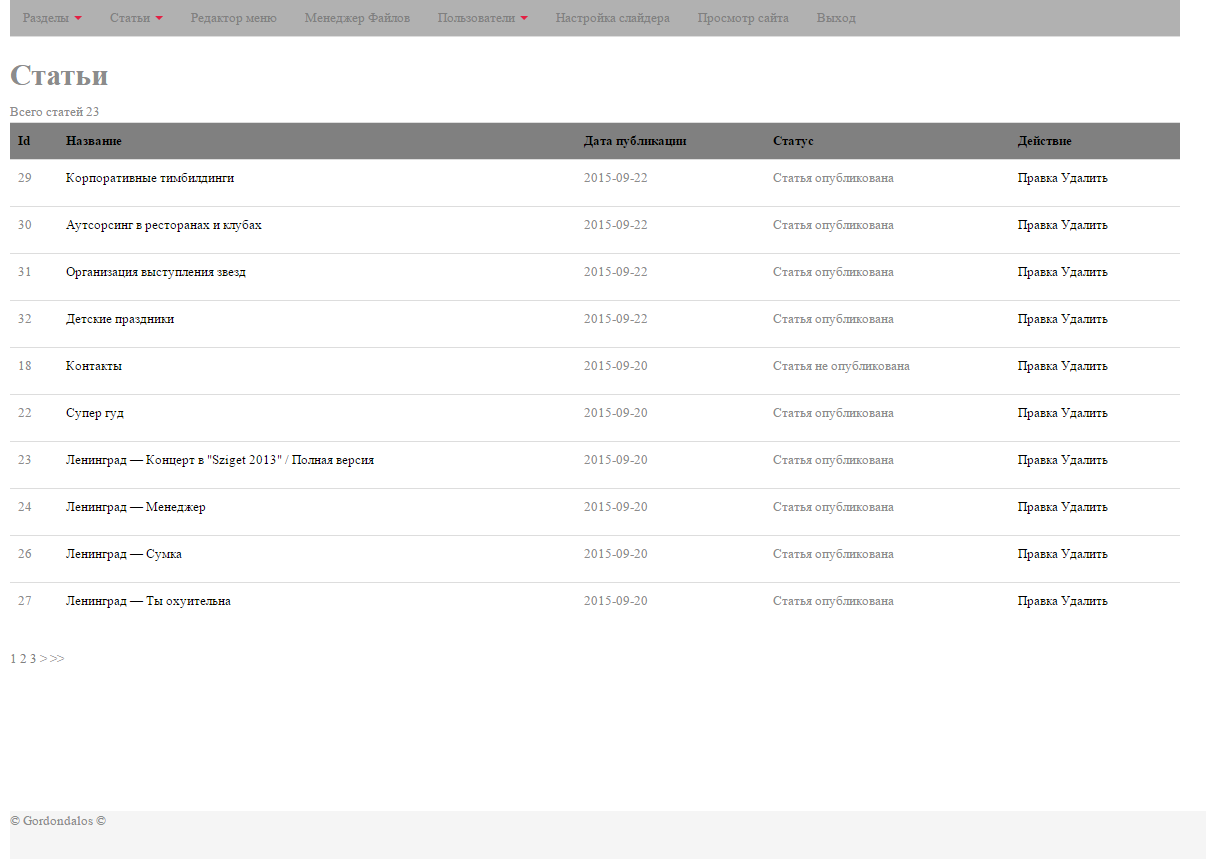 Разделы Статьи Редактор меню Менеджер Файлов Пользователи Настройка слайдера Просмотр сайта Выход
Статьи
Всего статей 23
Id Название Дата публикации Статус Действие
29 Корпоративные тимбилдинги 2015-09-22 Статья опубликована Правка Удалить
30 Аутсорсинг в ресторанах и клубах 2015-09-22 Статья опубликована Правка Удалить
31 Организация выступления звезд 2015-09-22 Статья опубликована Правка Удалить
32 Детские праздники 2015-09-22 Статья опубликована Правка Удалить
18 Контакты 2015-09-20 Статья не опубликована Правка Удалить
22 Супер гуд 2015-09-20 Статья опубликована Правка Удалить
23 Ленинград — Концерт в "Sziget 2013" / Полная версия 2015-09-20 Статья опубликована Правка Удалить
24 Ленинград — Менеджер 2015-09-20 Статья опубликована Правка Удалить
26 Ленинград — Сумка 2015-09-20 Статья опубликована Правка Удалить
27 Ленинград — Ты охуительна 2015-09-20 Статья опубликована Правка Удалить
1 2 3 > >>
© Gordondalos ©